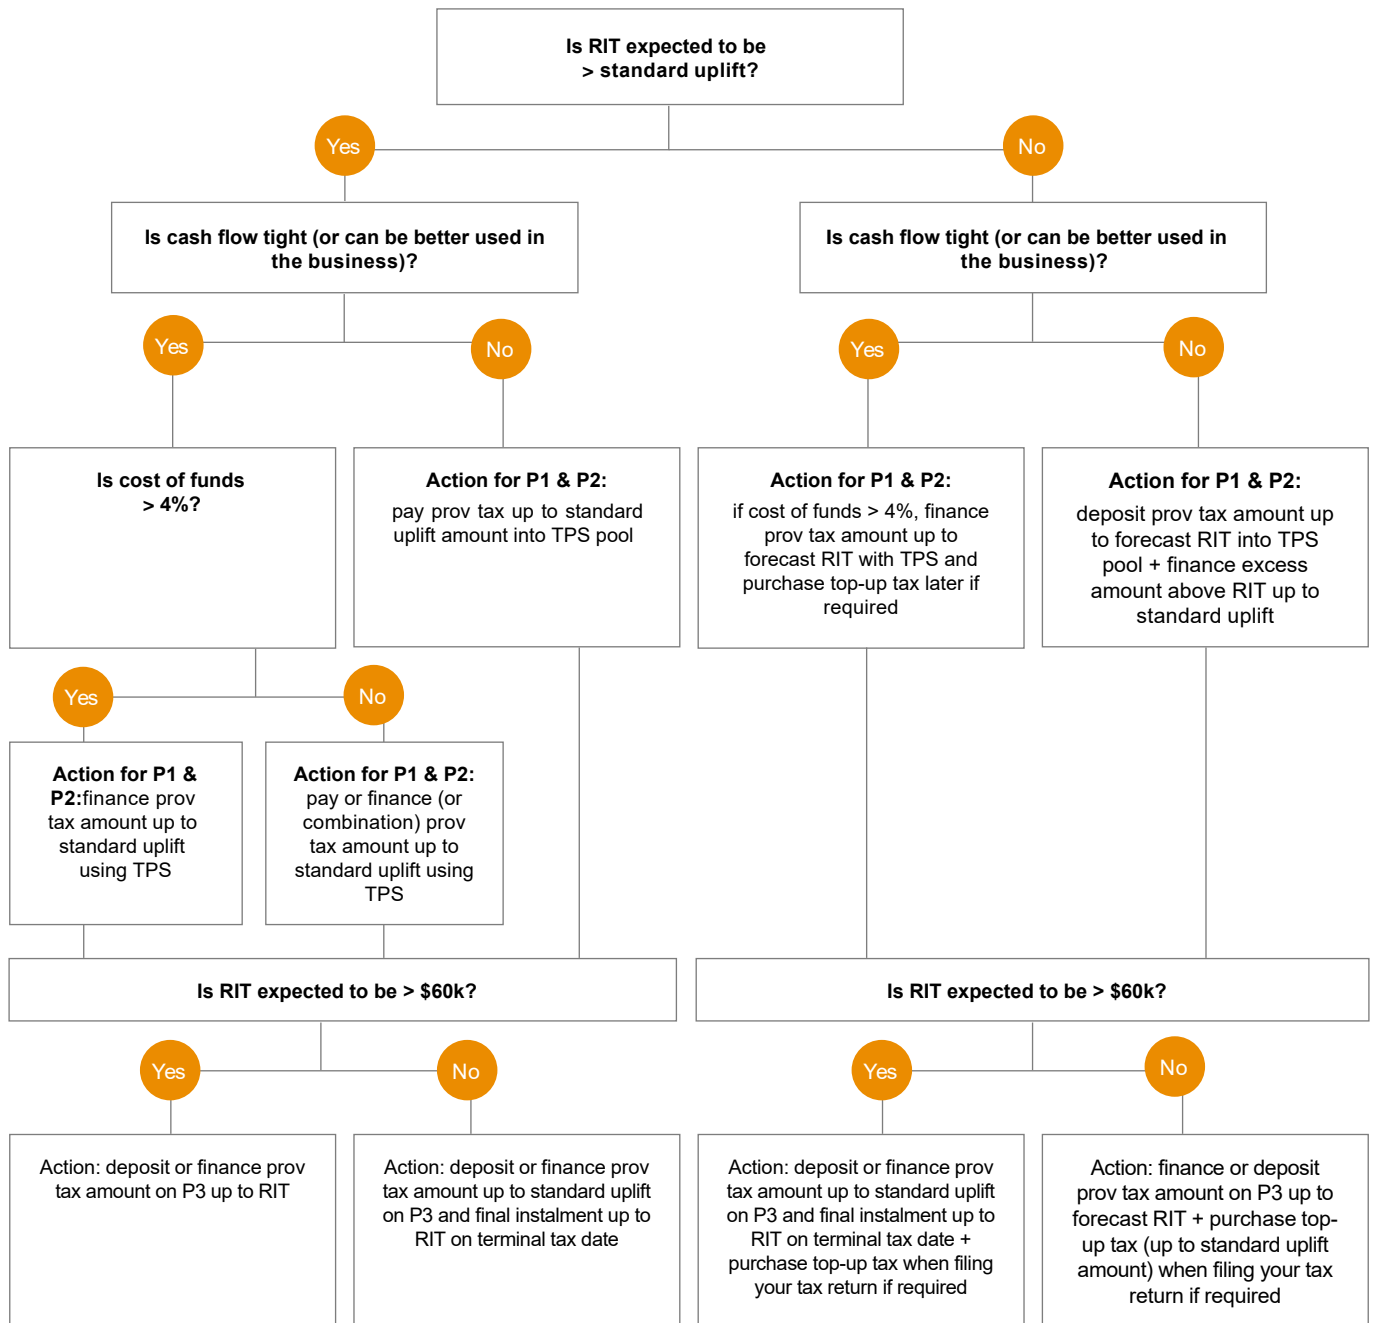 Is RIT expected to be
> standard uplift?
Yes
No
Is cash flow tight (or can be better used in
the business)?
Is cash flow tight (or can be better used in
the business)?
Yes
No
Yes
No
Is cost of funds
> 4%?
Action for P1 & P2:
pay prov tax up to standard
uplift amount into TPS pool
Action for P1 & P2:
if cost of funds > 4%, finance
prov tax amount up to
forecast RIT with TPS and
purchase top-up tax later if
required
Action for P1 & P2:
deposit prov tax amount up
to forecast RIT into TPS
pool + finance excess
amount above RIT up to
standard uplift
Yes
No
Action for P1 &
P2:finance prov
tax amount up to
standard uplift
using TPS
Action for P1 & P2:
pay or finance (or
combination) prov
tax amount up to
standard uplift using
TPS
Is RIT expected to be > $60k?
Is RIT expected to be > $60k?
Yes
No
Yes
No
Action: deposit or finance prov
tax amount on P3 up to RIT
Action: deposit or finance prov
tax amount up to standard uplift
on P3 and final instalment up to
RIT on terminal tax date
Action: deposit or finance prov
tax amount up to standard uplift
on P3 and final instalment up to
RIT on terminal tax date +
purchase top-up tax when filing
your tax return if required
Action: finance or deposit
prov tax amount on P3 up to
forecast RIT + purchase top-
up tax (up to standard uplift
amount) when filing your tax
return if required